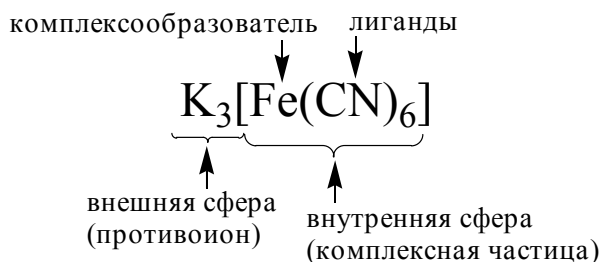 комплексообразователь лиганды
K₃[Fe(CN)₆]
внешняя сфера
(противоион)
внутренняя сфера
(комплексная частица)